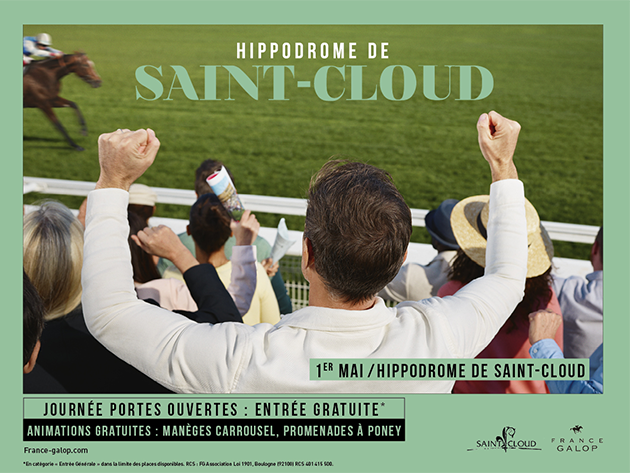 HIPPODROME DE
SAINT-CLOUD
1ER MAI / HIPPODROME DE SAINT-CLOUD
JOURNÉE PORTES OUVERTES : ENTRÉE GRATUITE*
ANIMATIONS GRATUITES : MANÈGES CARROUSEL, PROMENADES À PONEY
France-galop.com
*En catégorie « Entrée Générale » dans la limite des places disponibles. RCS : FG Association Loi 1901, Boulogne (92100) RCS 401 415 500.
SAINT CLOUD
FRANCE
GALOP